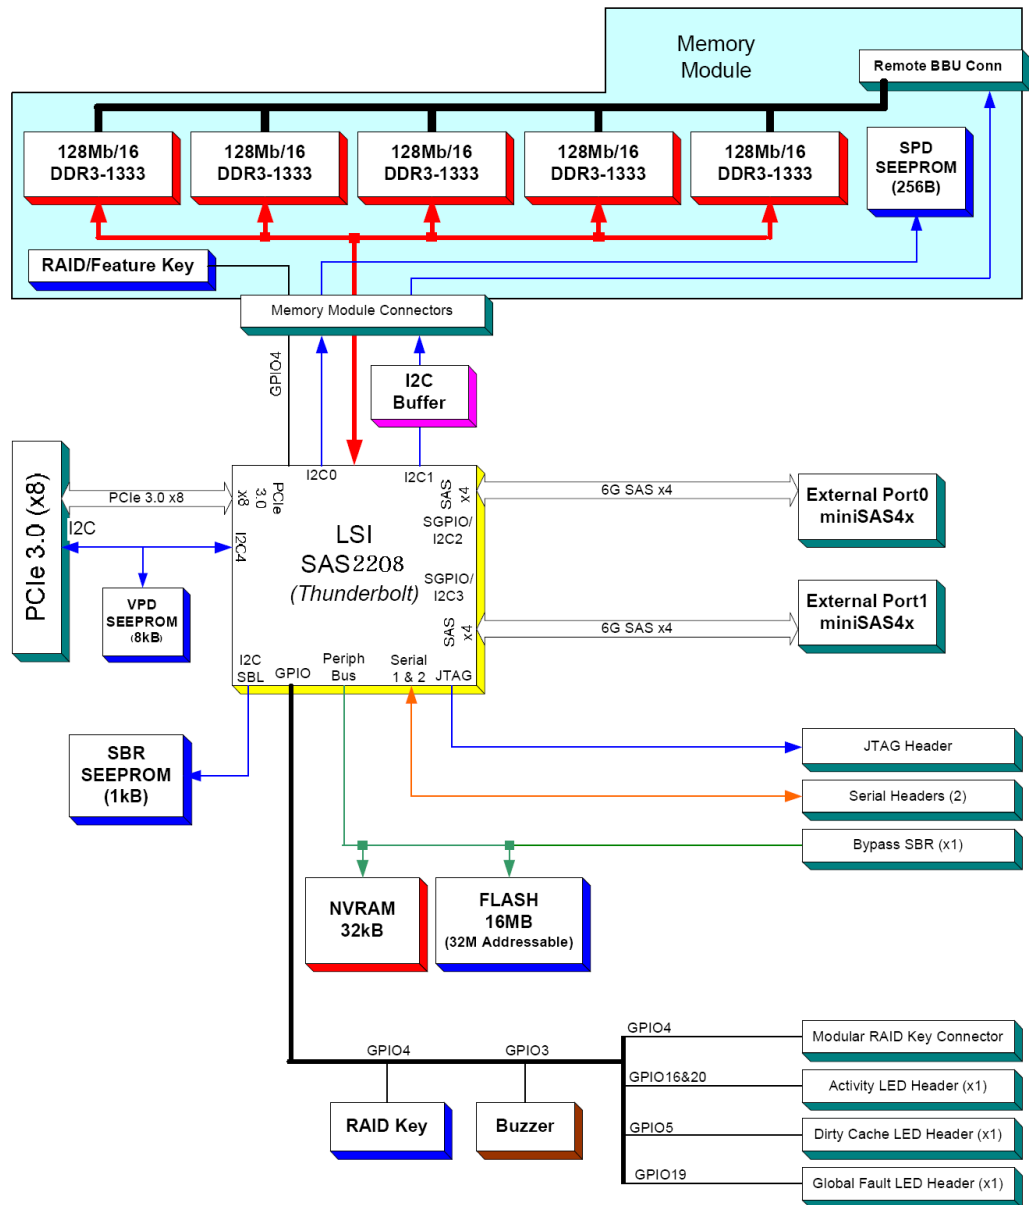 Memory
Module
Remote BBU Conn
128Mb/16
DDR3-1333
128Mb/16
DDR3-1333
128Mb/16
DDR3-1333
128Mb/16
DDR3-1333
128Mb/16
DDR3-1333
SPD
SEEPROM
(256B)
RAID/Feature Key
Memory Module Connectors
GPIO4
I2C
Buffer
PCIe 3.0 (x8)
PCIe 3.0 x8
I2C
VPD
SEEPROM
(8kB)
PCIe
3.0
x8
I2C0
I2C1
SAS
x4
LSI
SAS2208
(Thunderbolt)
SGPIO/
I2C2
SGPIO/
I2C3
I2C4
SAS
x4
I2C
SBL
GPIO
Periph
Bus
Serial
1 & 2
JTAG
6G SAS x4
External Port0
miniSAS4x
6G SAS x4
External Port1
miniSAS4x
SBR
SEEPROM
(1kB)
JTAG Header
Serial Headers (2)
Bypass SBR (x1)
NVRAM
32kB
FLASH
16MB
(32M Addressable)
GPIO4
GPIO3
RAID Key
Buzzer
GPIO4
Modular RAID Key Connector
GPIO16&20
Activity LED Header (x1)
GPIO5
Dirty Cache LED Header (x1)
GPIO19
Global Fault LED Header (x1)